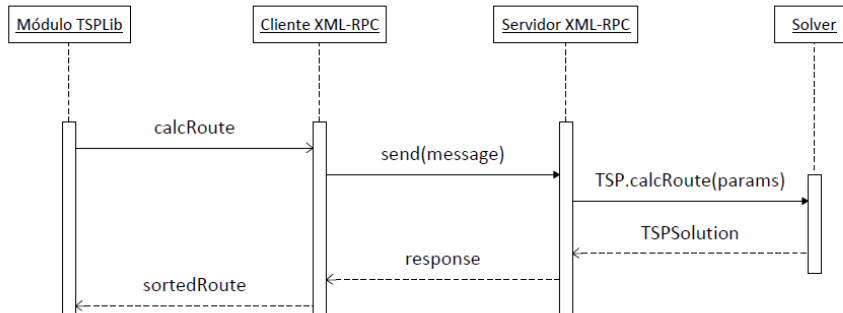 Módulo TSPLib
Cliente XML-RPC
Servidor XML-RPC
Solver
calcRoute
send(message)
TSP.calcRoute(params)
TSPSolution
response
sortedRoute